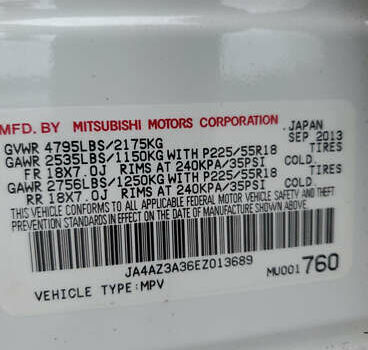 MFD. BY MITSUBISHI MOTORS CORPORATION JAPAN
GVWR 4795LBS/2175KG SEP 2013
GAWR 2535LBS/1150KG WITH P225/55R18 TIRES
FR 18X7.0J RIMS AT 240KPA/35PSI COLD.
GAWR 2756LBS/1250KG WITH P225/55R18 TIRES
RR 18X7.0J RIMS AT 240KPA/35PSI COLD.
THIS VEHICLE CONFORMS TO ALL APPLICABLE FEDERAL MOTOR VEHICLE SAFETY, BUMPER, AND THEFT
PREVENTION STANDARDS IN EFFECT ON THE DATE OF MANUFACTURE SHOWN ABOVE.
JA4AZ3A36EZ013689 MU001760
VEHICLE TYPE: MPV